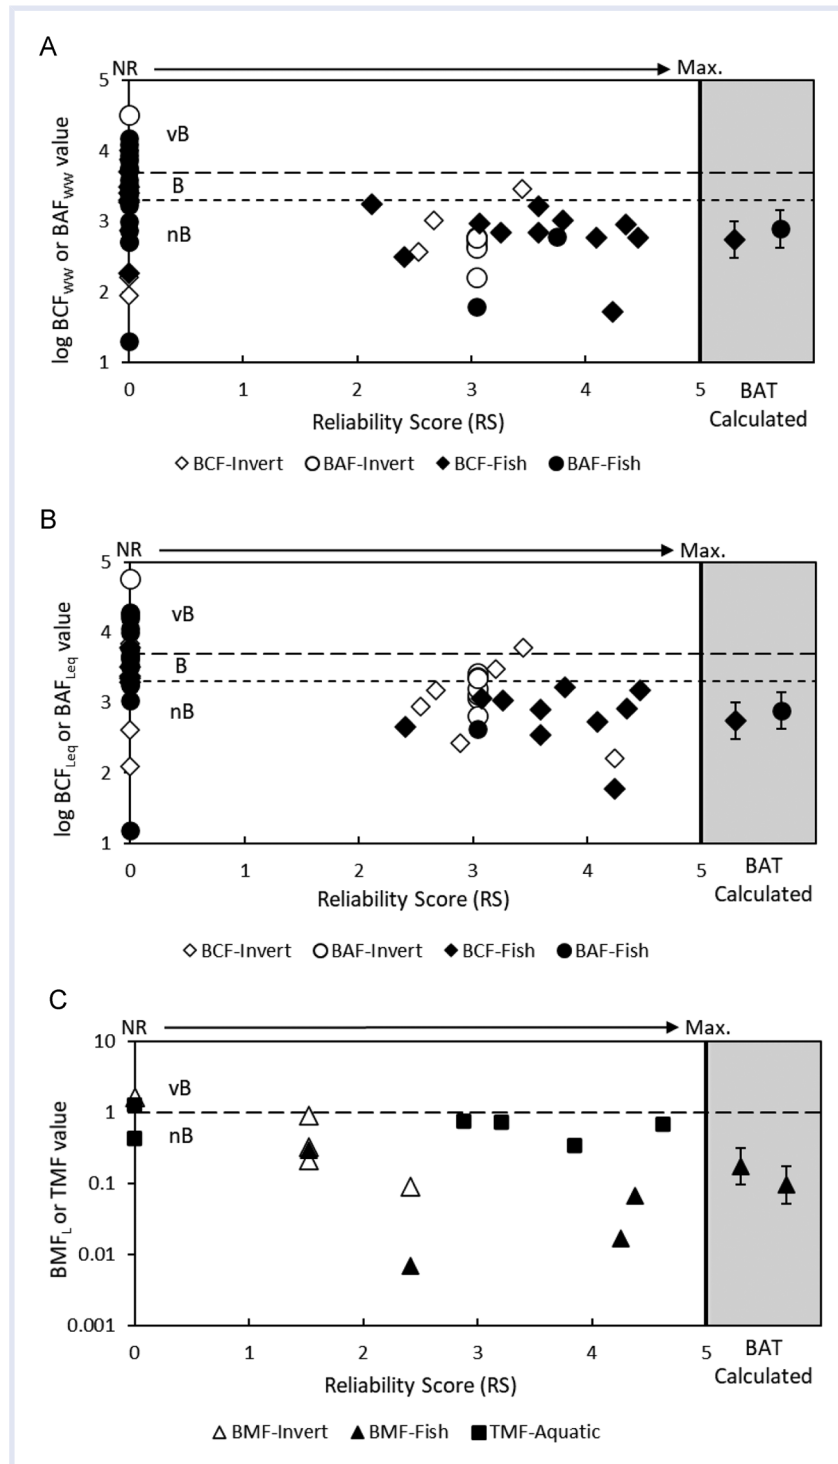 A
NR Max.
5
vB
4
B
3
nB
2
1
log BCFWW or BAFWW value
0 1 2 3 4 5 BAT
Calculated
Reliability Score (RS)
BCF-Invert BAF-Invert BCF-Fish BAF-Fish
B
NR Max.
5
vB
4
B
3
nB
2
1
log BCFLeq or BAFLeq value
0 1 2 3 4 5 BAT
Calculated
Reliability Score (RS)
BCF-Invert BAF-Invert BCF-Fish BAF-Fish
C
NR Max.
10
vB
1
nB
0.1
0.01
0.001
BMFL or TMF value
0 1 2 3 4 5 BAT
Calculated
Reliability Score (RS)
BMF-Invert BMF-Fish TMF-Aquatic